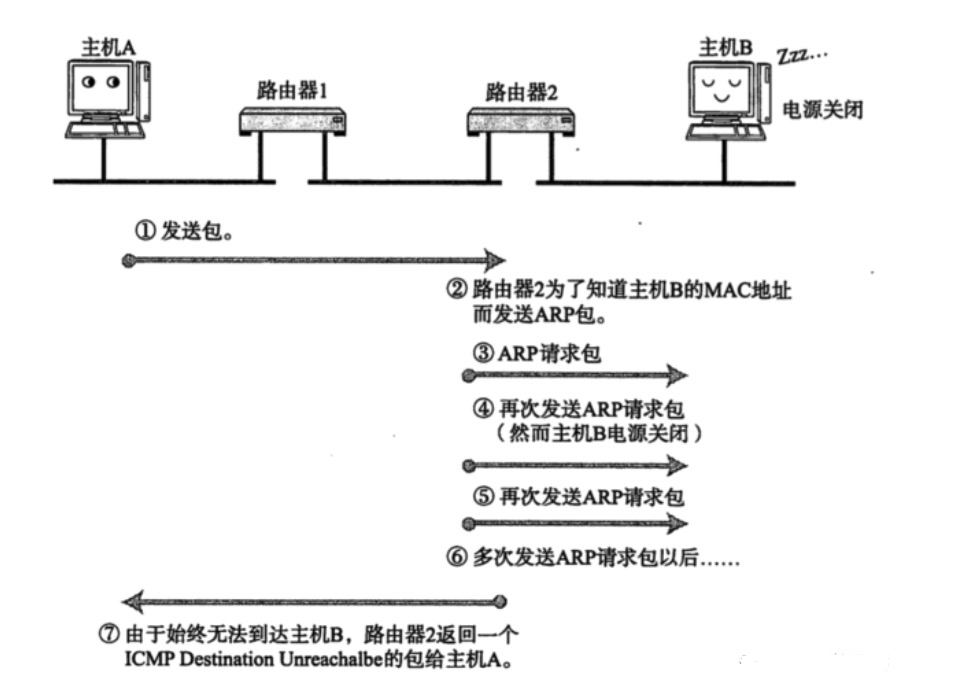 主机A
主机B
Zzz...
路由器1
路由器2
电源关闭
① 发送包。
② 路由器2为了知道主机B的MAC地址
而发送ARP包。
③ ARP请求包
④ 再次发送ARP请求包
（然而主机B电源关闭）
⑤ 再次发送ARP请求包
⑥ 多次发送ARP请求包以后……
⑦ 由于始终无法到达主机B，路由器2返回一个
ICMP Destination Unreachalbe的包给主机A。